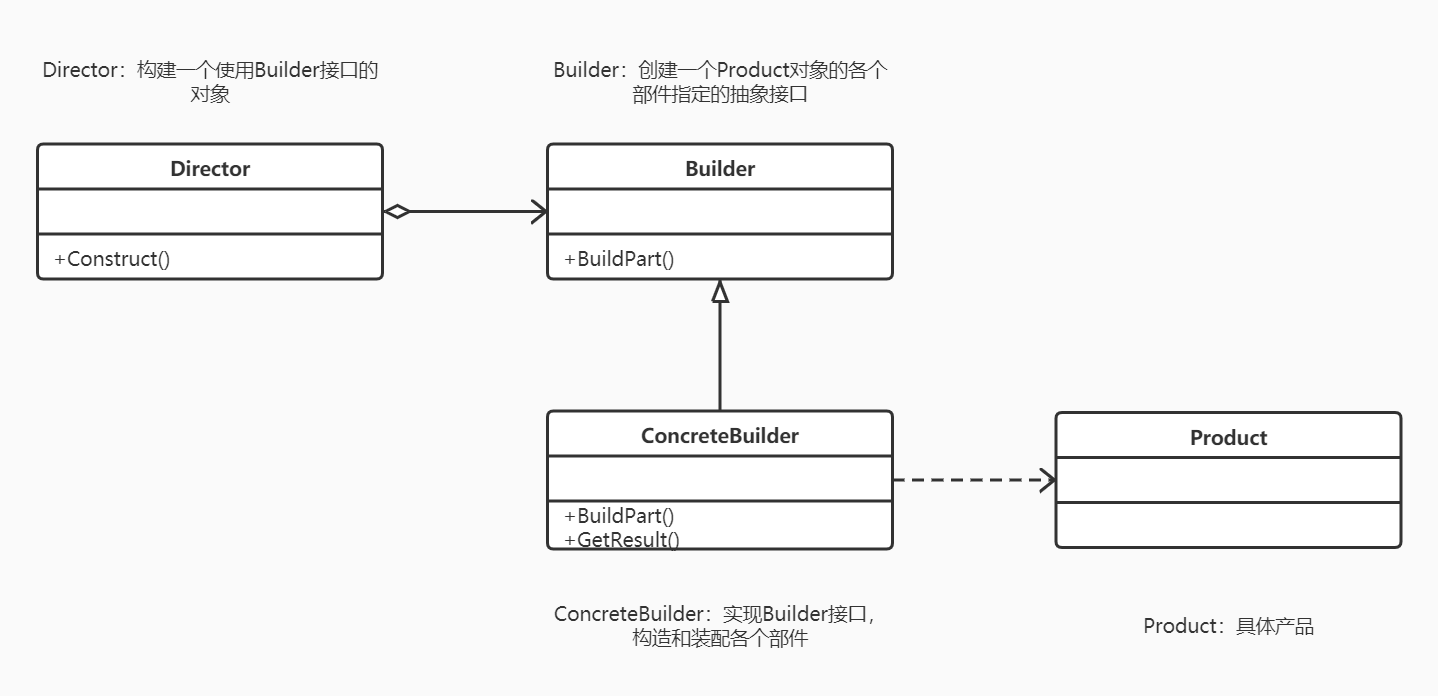 Director：构建一个使用Builder接口的
对象
Builder：创建一个Product对象的各个
部件指定的抽象接口
Director
+Construct()
Builder
+BuildPart()
ConcreteBuilder
+BuildPart()
+GetResult()
Product
ConcreteBuilder：实现Builder接口，
构造和装配各个部件
Product：具体产品